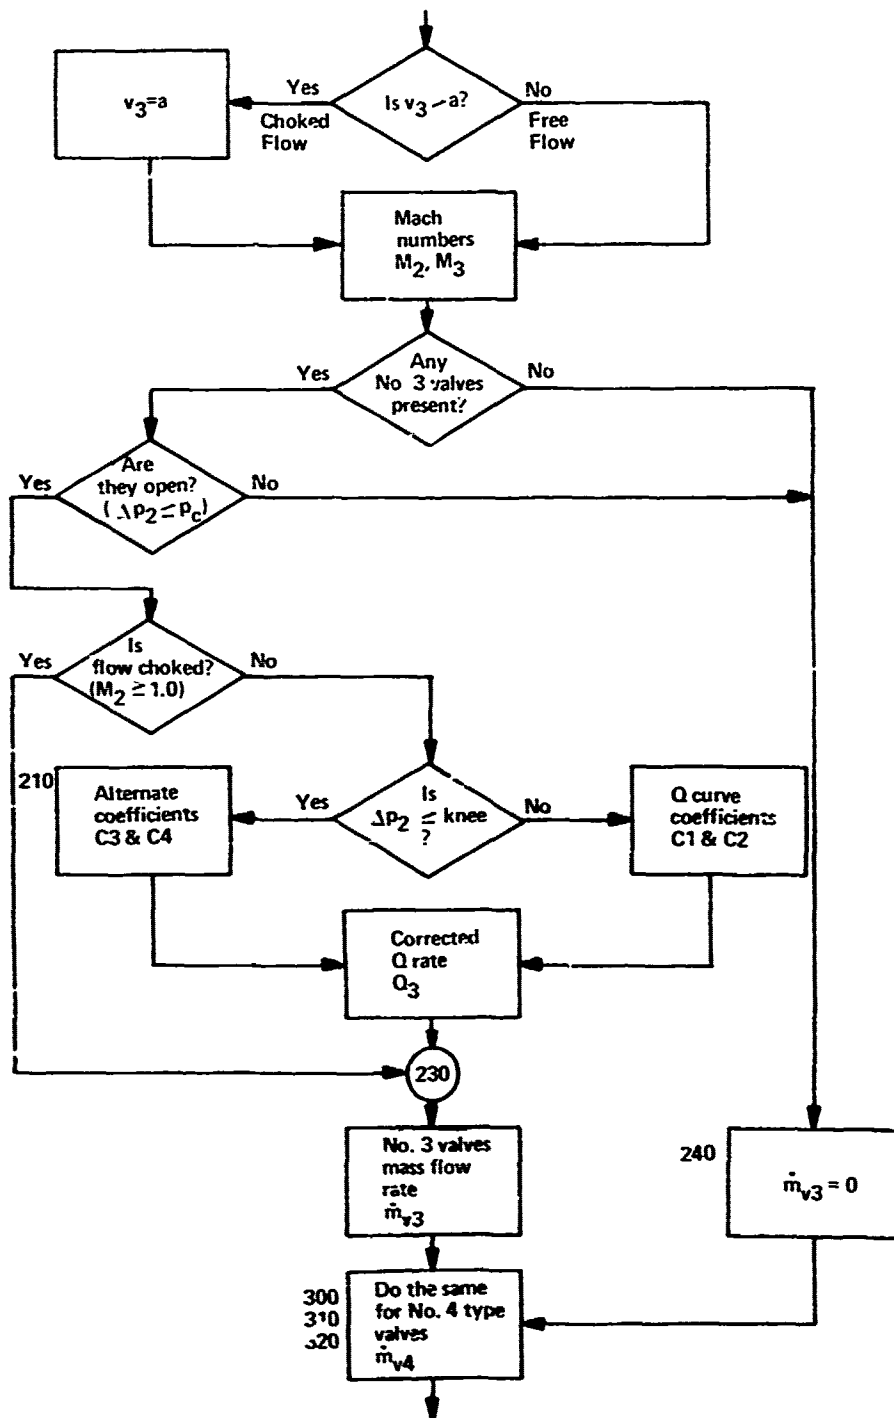 Yes
Is v3 > a?
No
v3=a
Choked
Flow
Free
Flow
Mach
numbers
M2, M3
Yes
Any
No. 3 valves
present?
No
Yes
Are
they open?
(Δp2 ≤ pc)
No
Yes
Is
flow choked?
(M2 ≥ 1.0)
No
210
Alternate
coefficients
C3 & C4
Yes
Is
Δp2 ≤ knee
?
No
Q curve
coefficients
C1 & C2
Corrected
Q rate
Q3
230
No. 3 valves
mass flow
rate
ṁv3
240
ṁv3 = 0
300
310
320
Do the same
for No. 4 type
valves
ṁv4